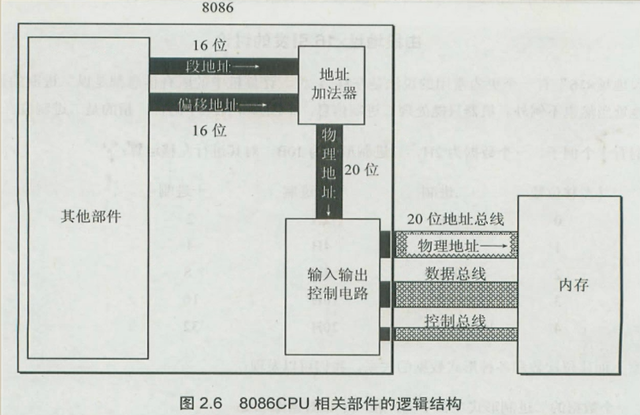 8086
16 位
段地址
偏移地址
16 位
地址
加法器
物理地址
20 位
其他部件
输入输出
控制电路
20 位地址总线
物理地址
数据总线
控制总线
内存
图 2.6 8086CPU 相关部件的逻辑结构